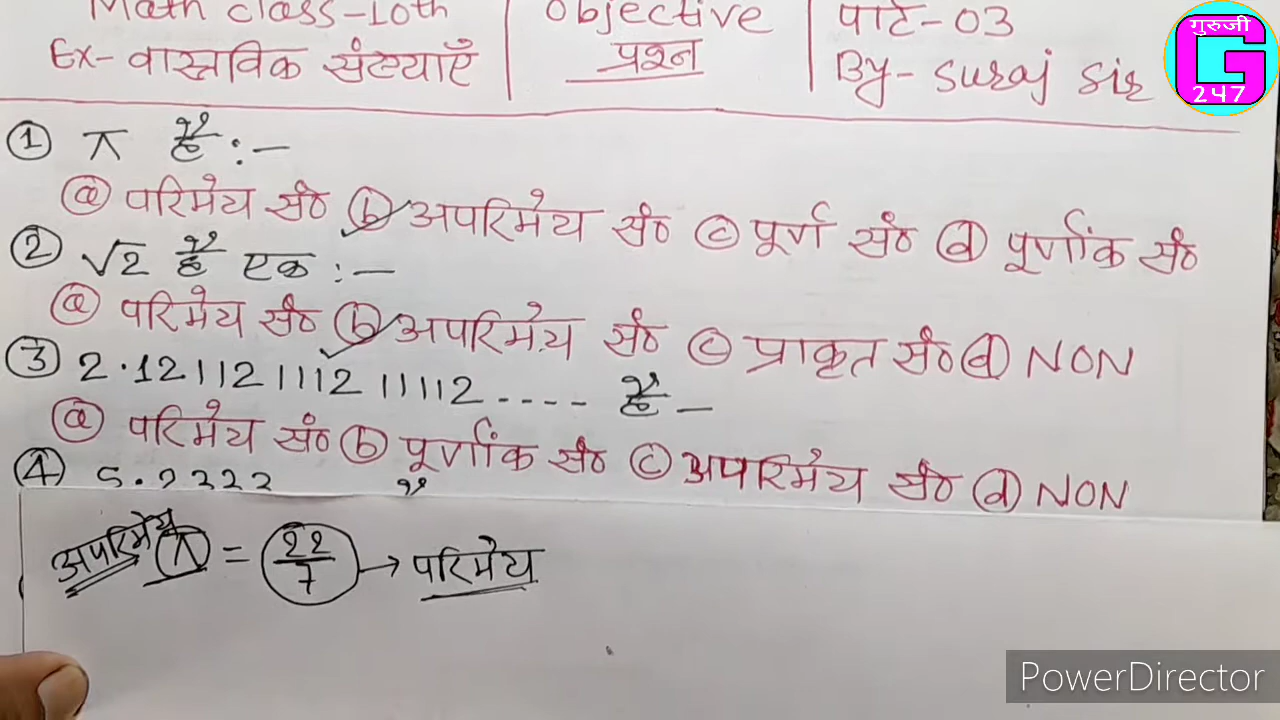 Math class-10th | Objective प्रश्न | पार्ट-03
Ex- वास्तविक संख्याएँ | By- Suraj Sir
गुरुजी
G
247
① π है :-
ⓐ परिमेय सं० ⓑ अपरिमेय सं० ⓒ पूर्ण सं० ⓓ पूर्णांक सं०
② √2 है एक :-
ⓐ परिमेय सं० ⓑ अपरिमेय सं० ⓒ प्राकृत सं० ⓓ NON
③ 2.12112111211112---- है -
ⓐ परिमेय सं० ⓑ पूर्णांक सं० ⓒ अपरिमेय सं० ⓓ NON
④
अपरिमेय π = 22/7 → परिमेय
PowerDirector